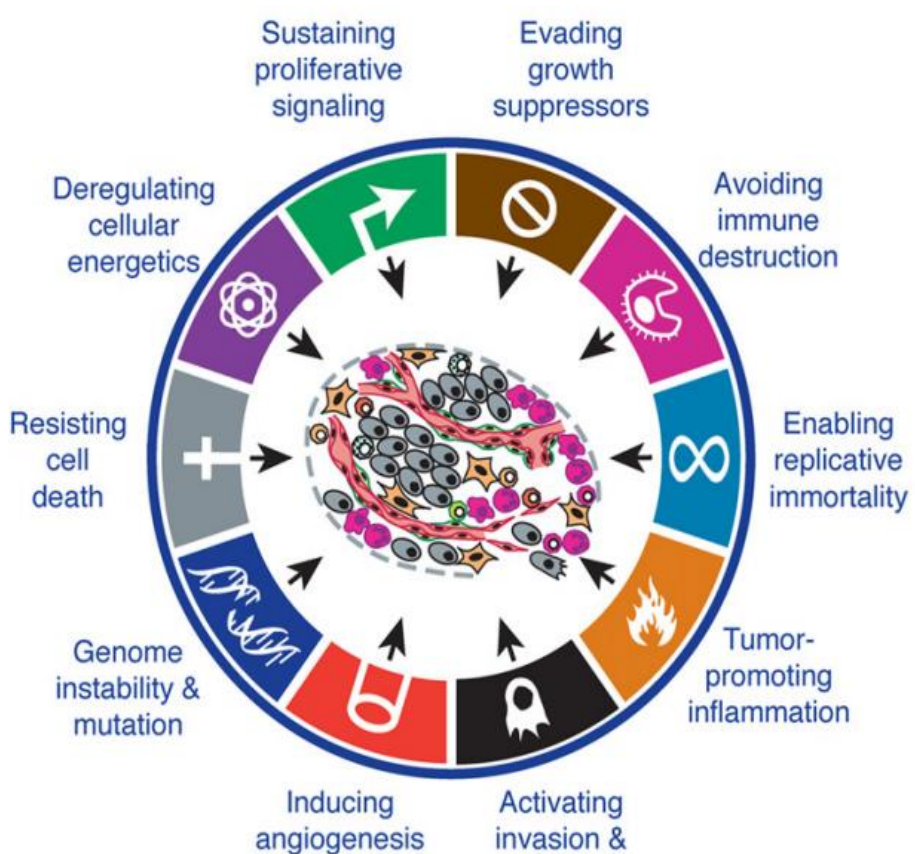 Sustaining
proliferative
signaling
Evading
growth
suppressors
Deregulating
cellular
energetics
Avoiding
immune
destruction
Resisting
cell
death
Enabling
replicative
immortality
Genome
instability &
mutation
Tumor-
promoting
inflammation
Inducing
angiogenesis
Activating
invasion &